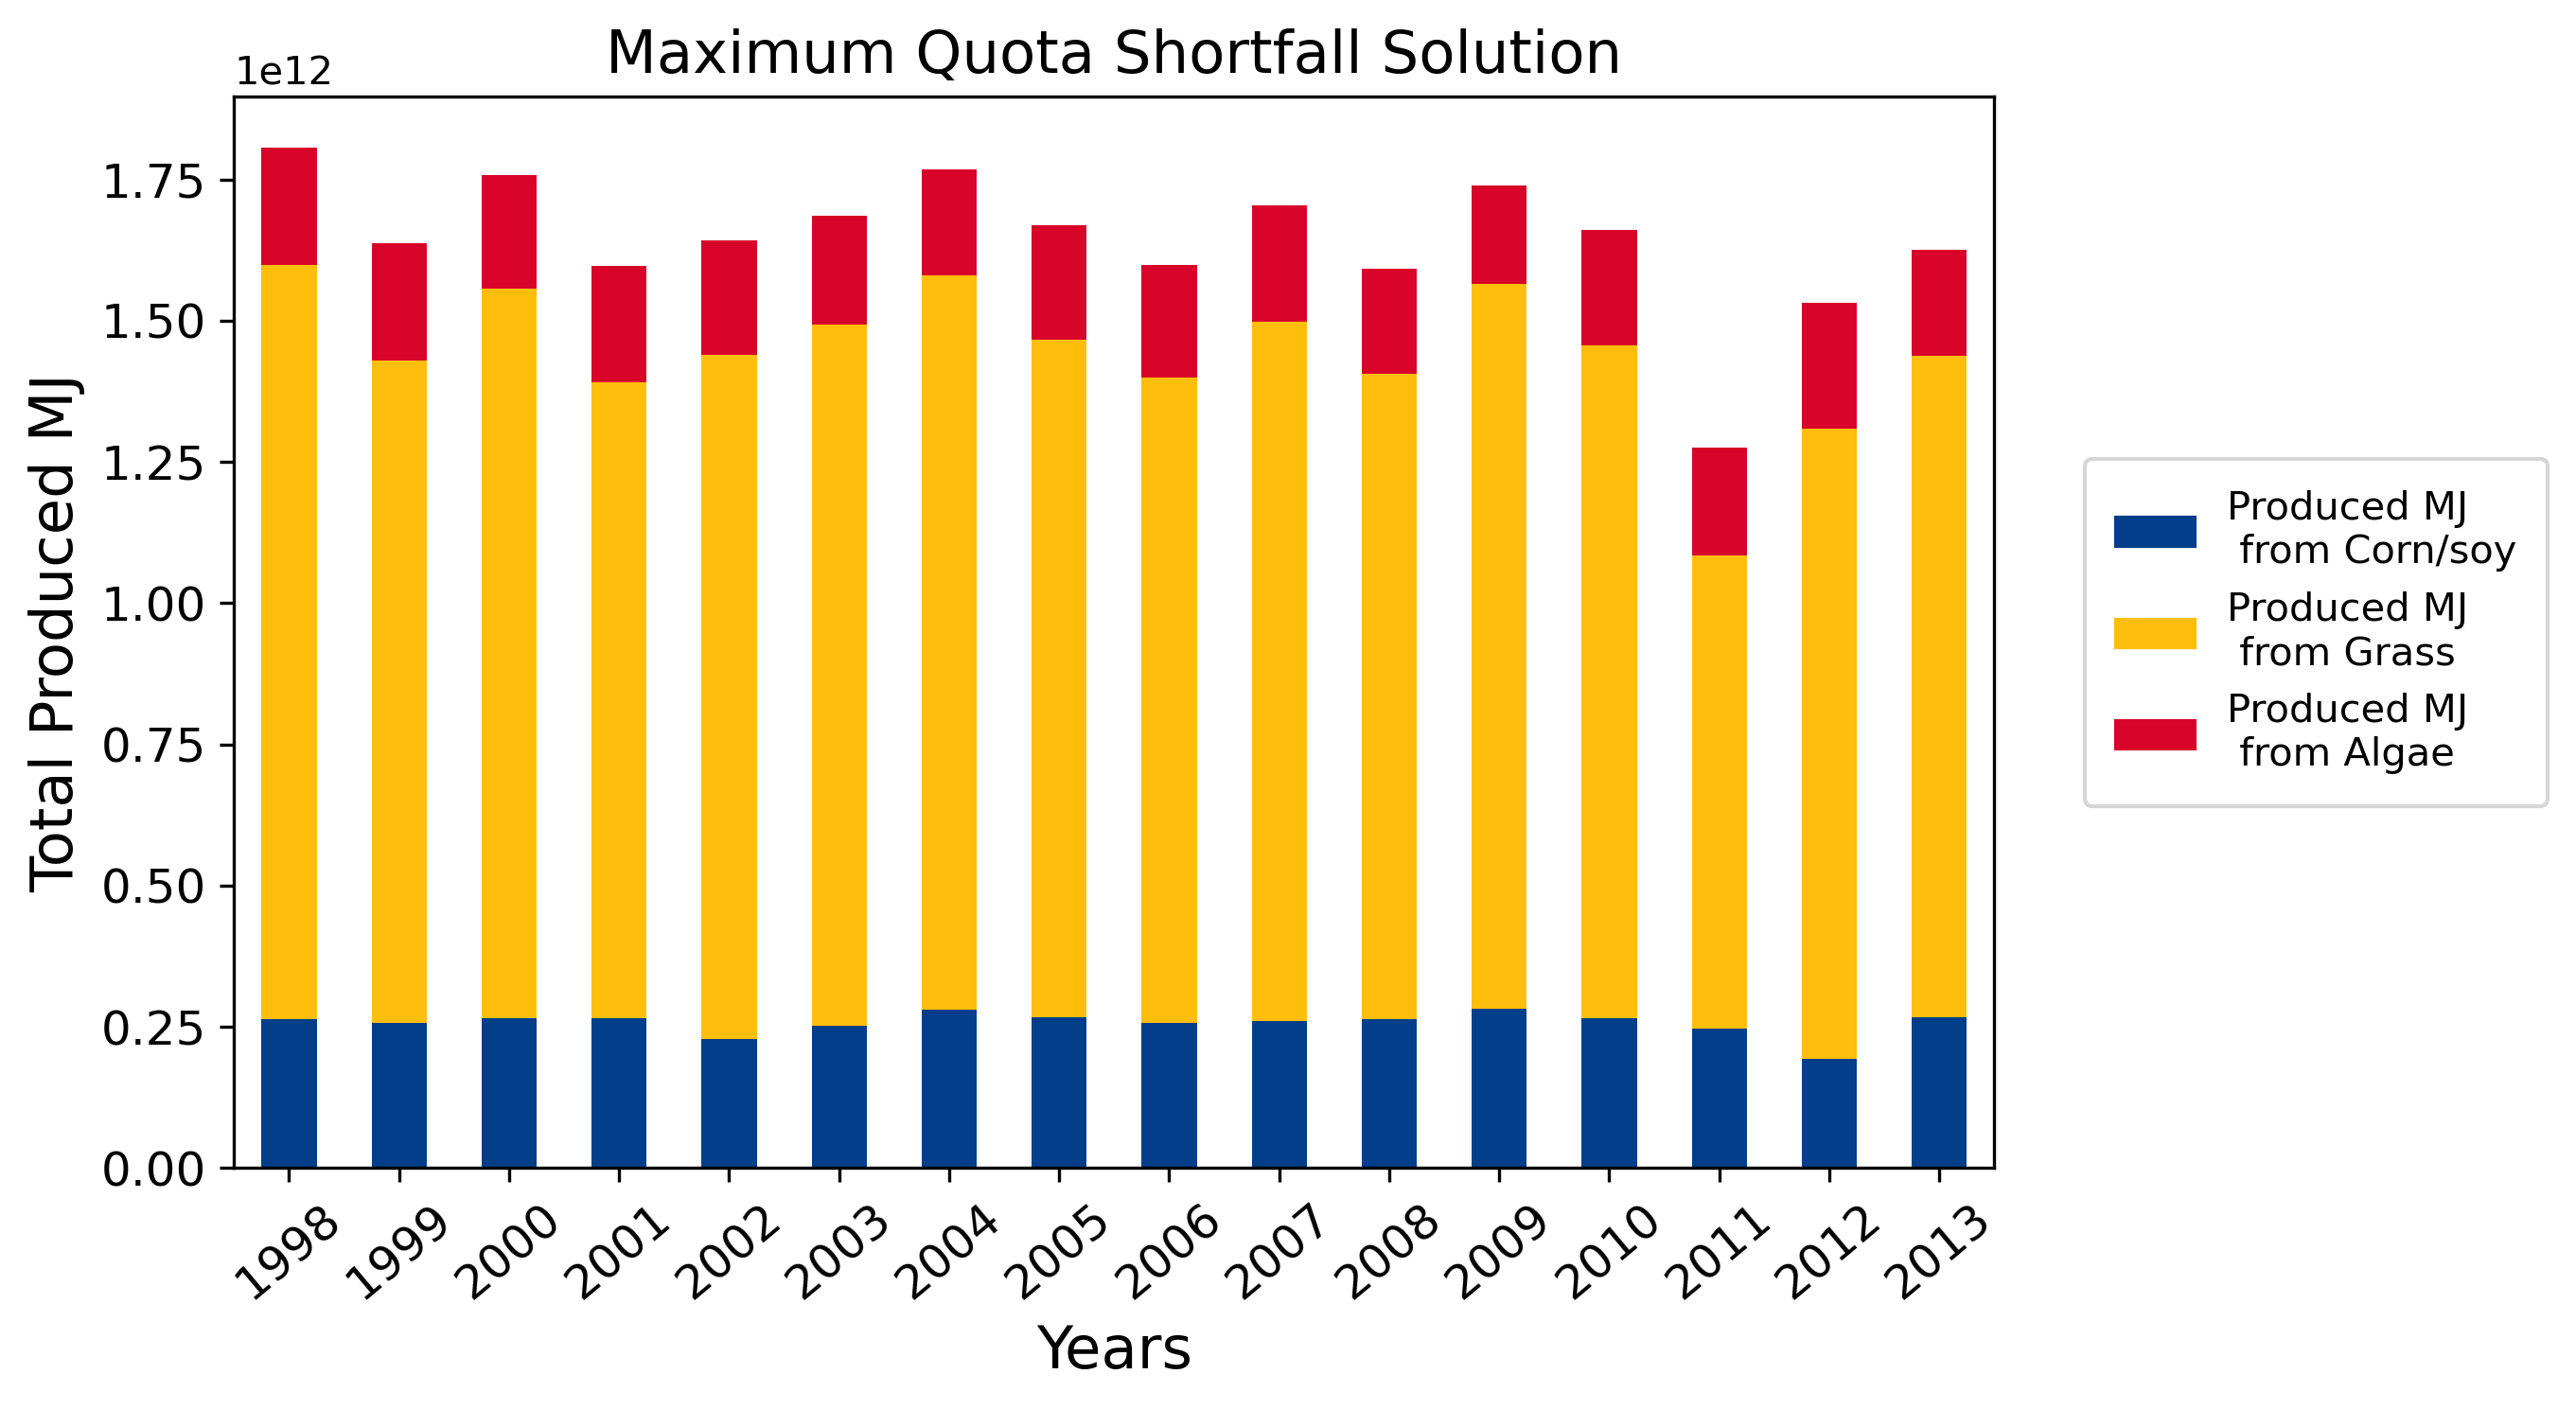 Maximum Quota Shortfall Solution
1e12
1.75
1.50
1.25
1.00
0.75
0.50
0.25
0.00
Total Produced MJ
1998
1999
2000
2001
2002
2003
2004
2005
2006
2007
2008
2009
2010
2011
2012
2013
Years
Produced MJ
from Corn/soy
Produced MJ
from Grass
Produced MJ
from Algae